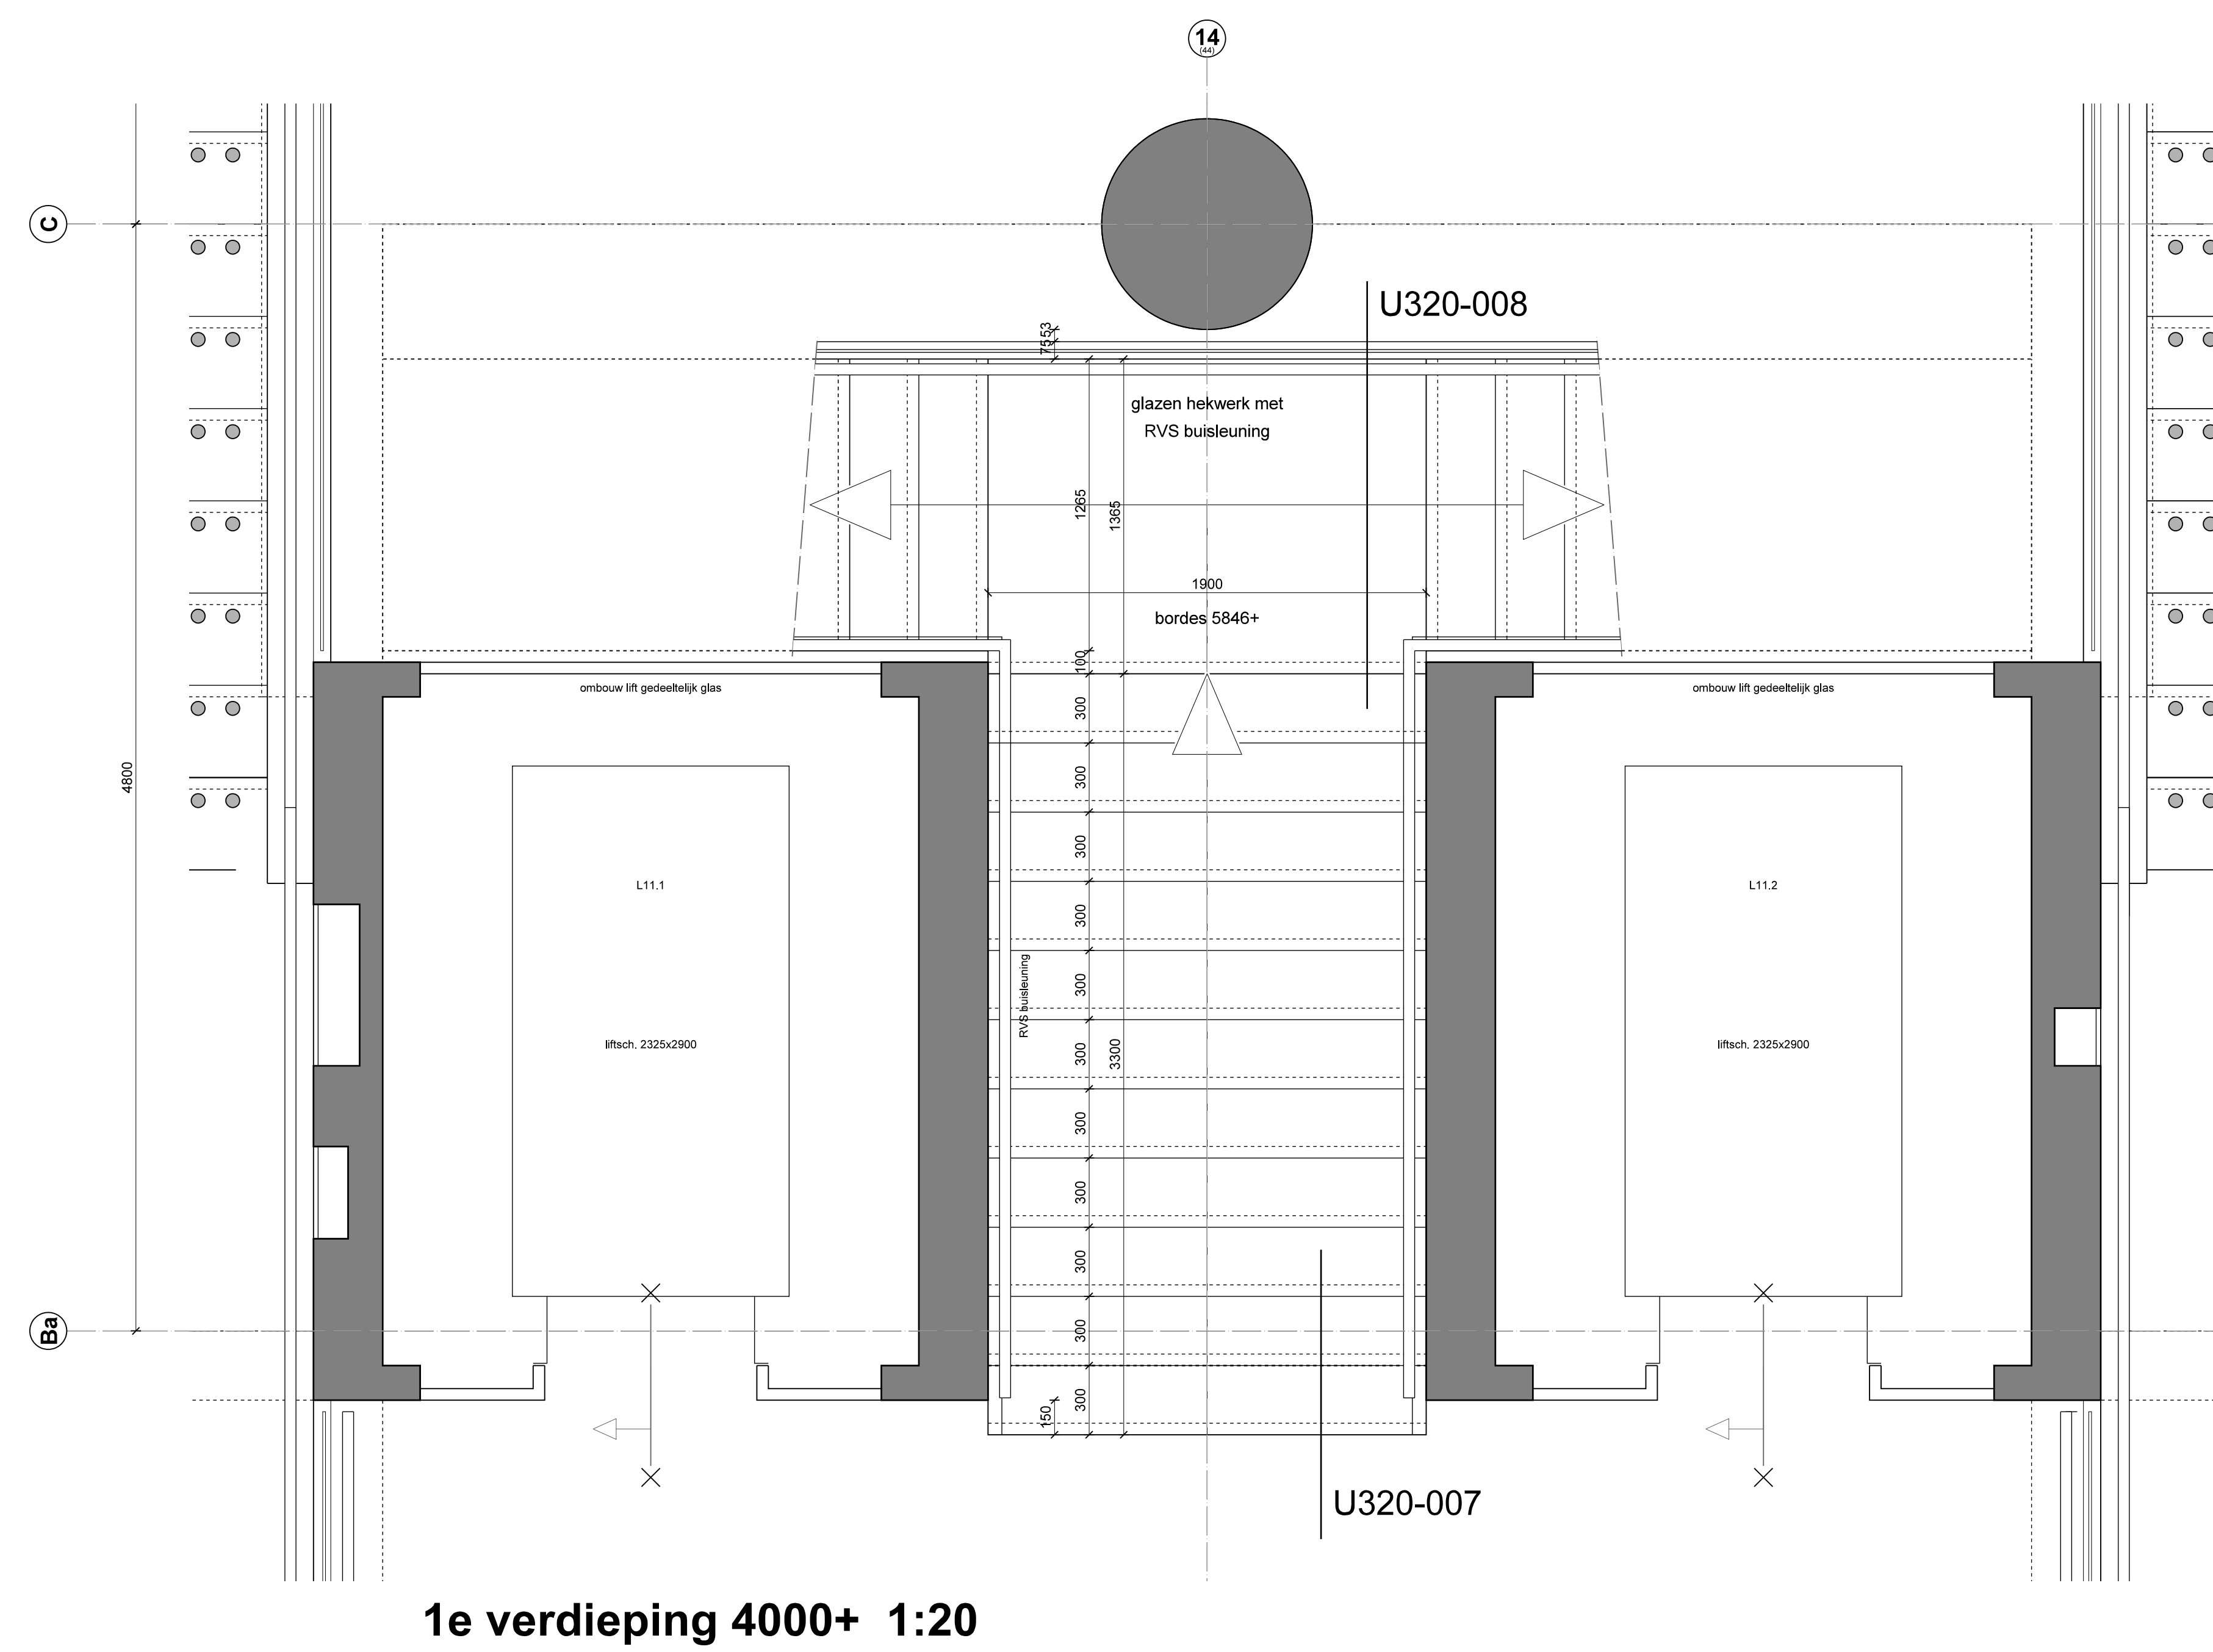 14
(44)
C
U320-008
53
75
glazen hekwerk met
RVS buisleuning
1265
1365
1900
bordes 5846+
100
ombouw lift gedeeltelijk glas
ombouw lift gedeeltelijk glas
300
300
4800
300
L11.1
L11.2
300
RVS buisleuning
300
liftsch. 2325x2900
3300
liftsch. 2325x2900
300
300
300
300
Ba
300
300
150
U320-007
1e verdieping 4000+ 1:20